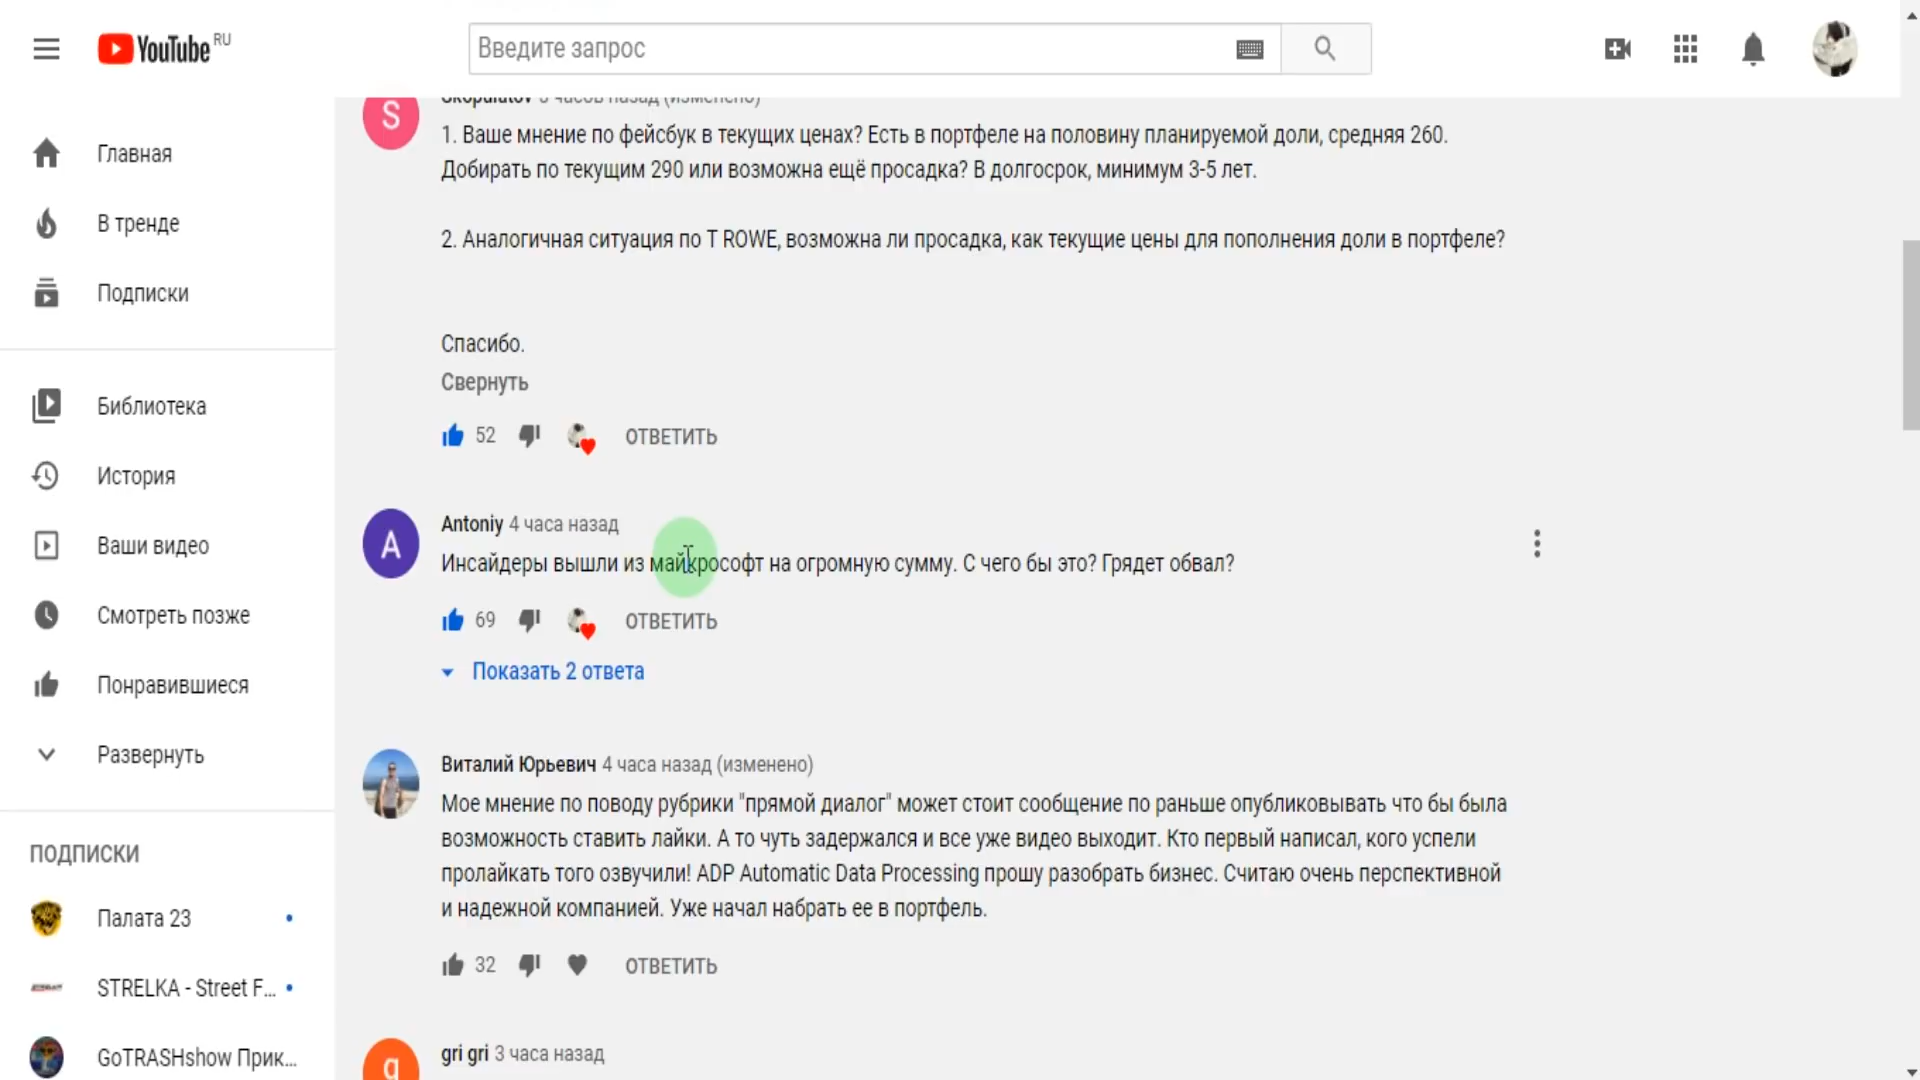 YouTube RU
Введите запрос
Главная
В тренде
Подписки
Библиотека
История
Ваши видео
Смотреть позже
Понравившиеся
Развернуть
ПОДПИСКИ
Палата 23
STRELKA - Street F...
GoTRASHshow Прик...
S
Skopulatov 5 часов назад (изменено)
1. Ваше мнение по фейсбук в текущих ценах? Есть в портфеле на половину планируемой доли, средняя 260.
Добирать по текущим 290 или возможна ещё просадка? В долгосрок, минимум 3-5 лет.
2. Аналогичная ситуация по T ROWE, возможна ли просадка, как текущие цены для пополнения доли в портфеле?
Спасибо.
Свернуть
52 ОТВЕТИТЬ
A
Antoniy 4 часа назад
Инсайдеры вышли из майкрософт на огромную сумму. С чего бы это? Грядет обвал?
69 ОТВЕТИТЬ
Показать 2 ответа
Виталий Юрьевич 4 часа назад (изменено)
Мое мнение по поводу рубрики "прямой диалог" может стоит сообщение по раньше опубликовывать что бы была
возможность ставить лайки. А то чуть задержался и все уже видео выходит. Кто первый написал, кого успели
пролайкать того озвучили! ADP Automatic Data Processing прошу разобрать бизнес. Считаю очень перспективной
и надежной компанией. Уже начал набрать ее в портфель.
32 ОТВЕТИТЬ
g
gri gri 3 часа назад